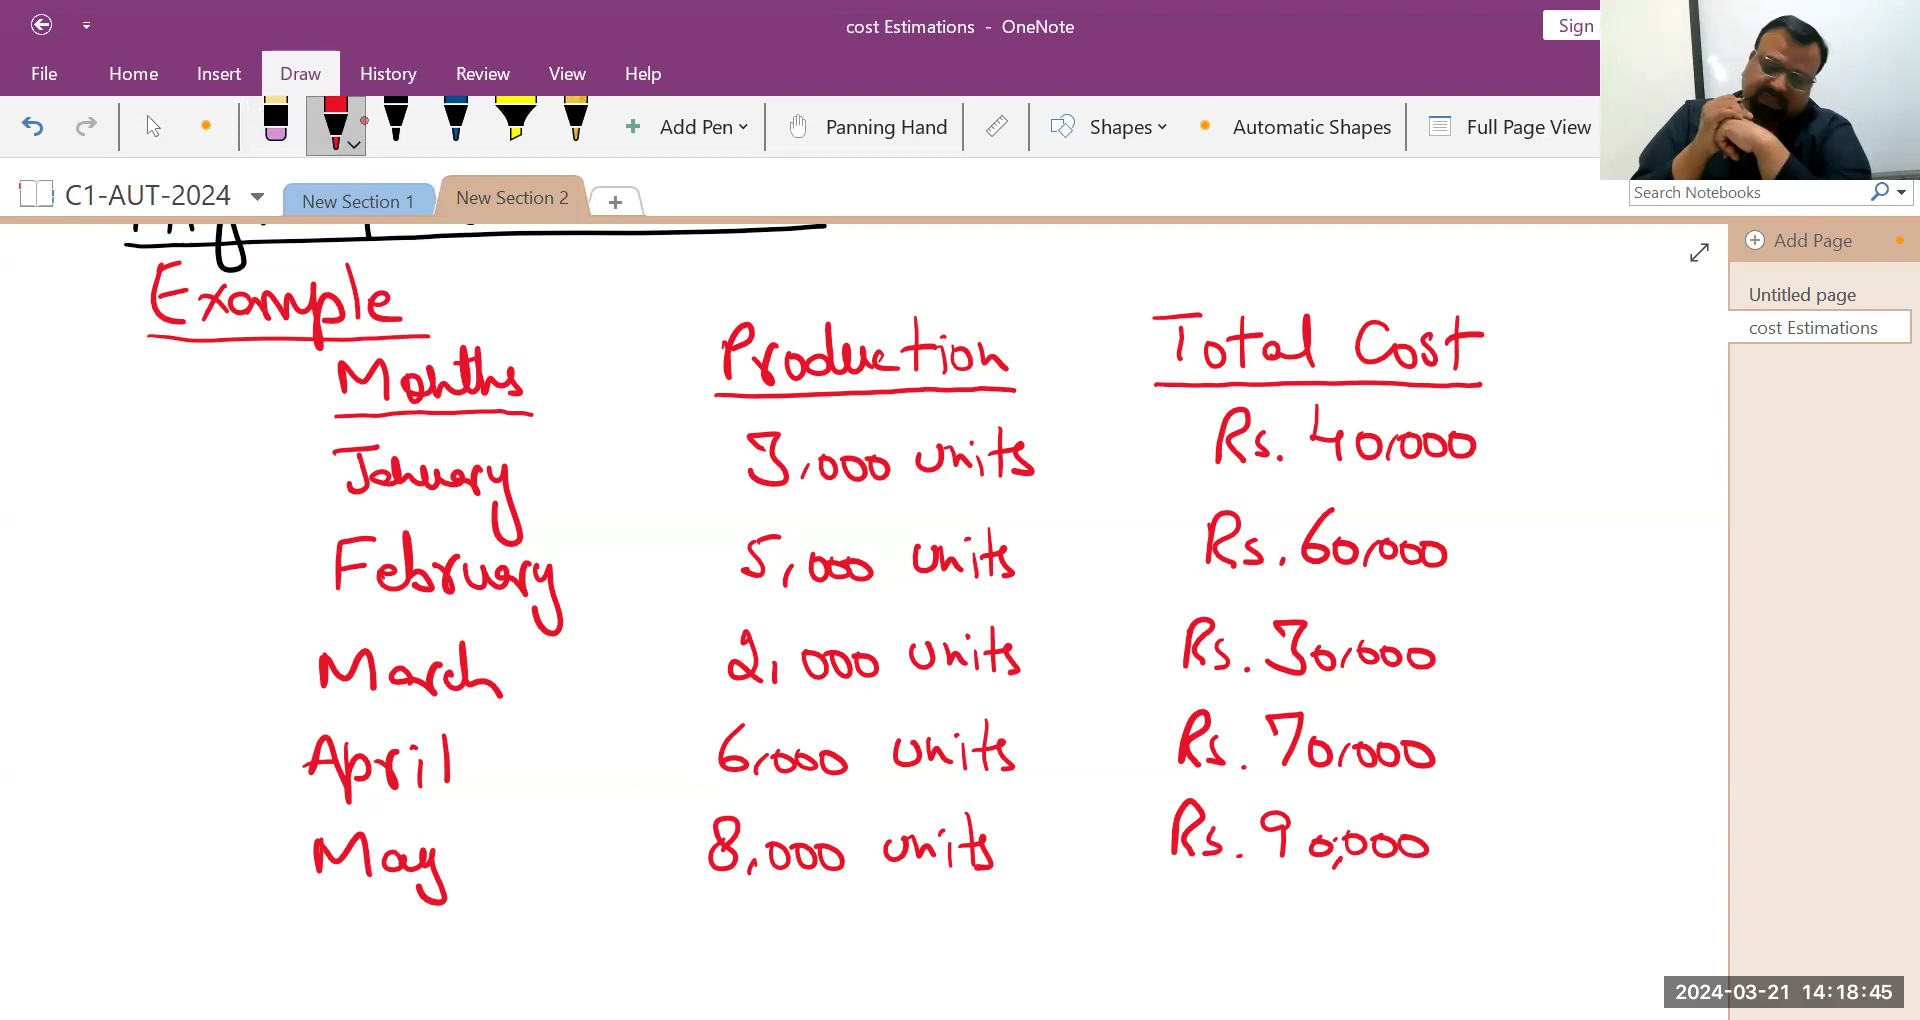 cost Estimations - OneNote
Sign
File Home Insert Draw History Review View Help
Add Pen Panning Hand Shapes Automatic Shapes Full Page View
C1-AUT-2024 New Section 1 New Section 2
Search Notebooks
Add Page
Untitled page
cost Estimations
Example
Months Production Total Cost
January 3,000 units Rs. 40,000
February 5,000 units Rs. 60,000
March 2,000 units Rs. 30,000
April 6,000 units Rs. 70,000
May 8,000 units Rs. 90,000
2024-03-21 14:18:45